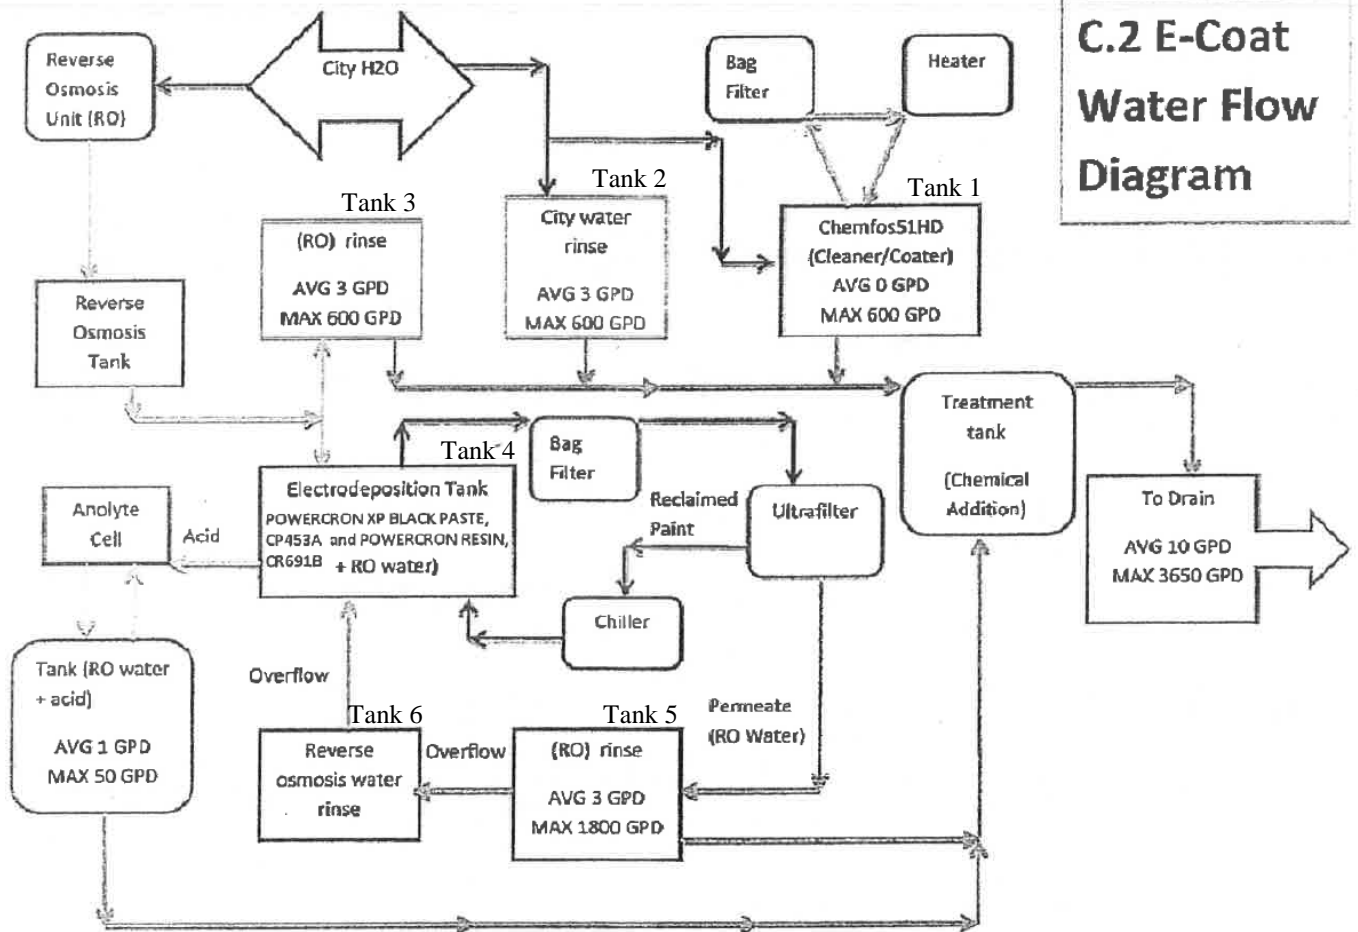 C.2 E-Coat
Water Flow
Diagram
Reverse
Osmosis
Unit (RO)
City H2O
Bag
Filter
Heater
Tank 3
(RO) rinse
AVG 3 GPD
MAX 600 GPD
Tank 2
City water
rinse
AVG 3 GPD
MAX 600 GPD
Tank 1
Chemfos51HD
(Cleaner/Coater)
AVG 0 GPD
MAX 600 GPD
Reverse
Osmosis
Tank
Treatment
tank
(Chemical
Addition)
Tank 4
Electrodeposition Tank
POWERCRON XP BLACK PASTE,
CP453A and POWERCRON RESIN,
CR691B + RO water)
Bag
Filter
Reclaimed
Paint
Ultrafilter
To Drain
AVG 10 GPD
MAX 3650 GPD
Anolyte
Cell
Acid
Chiller
Tank (RO water
+ acid)
AVG 1 GPD
MAX 50 GPD
Overflow
Tank 6
Reverse
osmosis water
rinse
Overflow
Tank 5
(RO) rinse
AVG 3 GPD
MAX 1800 GPD
Permeate
(RO Water)